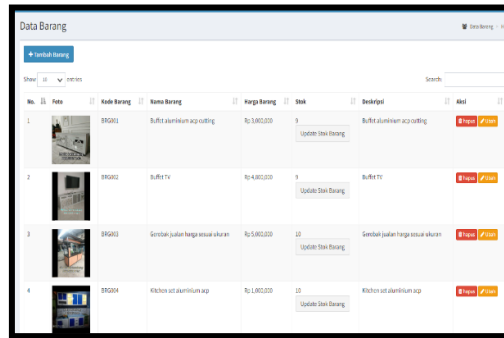 Data Barang
Data Barang
+ Tambah Barang
Show 10 entries
Search:
No. Foto Kode Barang Nama Barang Harga Barang Stok Deskripsi Aksi
1 BRG001 Buffet aluminium acp cutting Rp 3,000,000 9 Buffet aluminium acp cutting Hapus Ubah
Update Stok Barang
2 BRG002 Buffet TV Rp 4,800,000 9 Buffet TV Hapus Ubah
Update Stok Barang
3 BRG003 Gerobak jualan harga sesuai ukuran Rp 5,000,000 10 Gerobak jualan harga sesuai ukuran Hapus Ubah
Update Stok Barang
4 BRG004 Kitchen set aluminium acp Rp 1,000,000 10 Kitchen set aluminium acp Hapus Ubah
Update Stok Barang